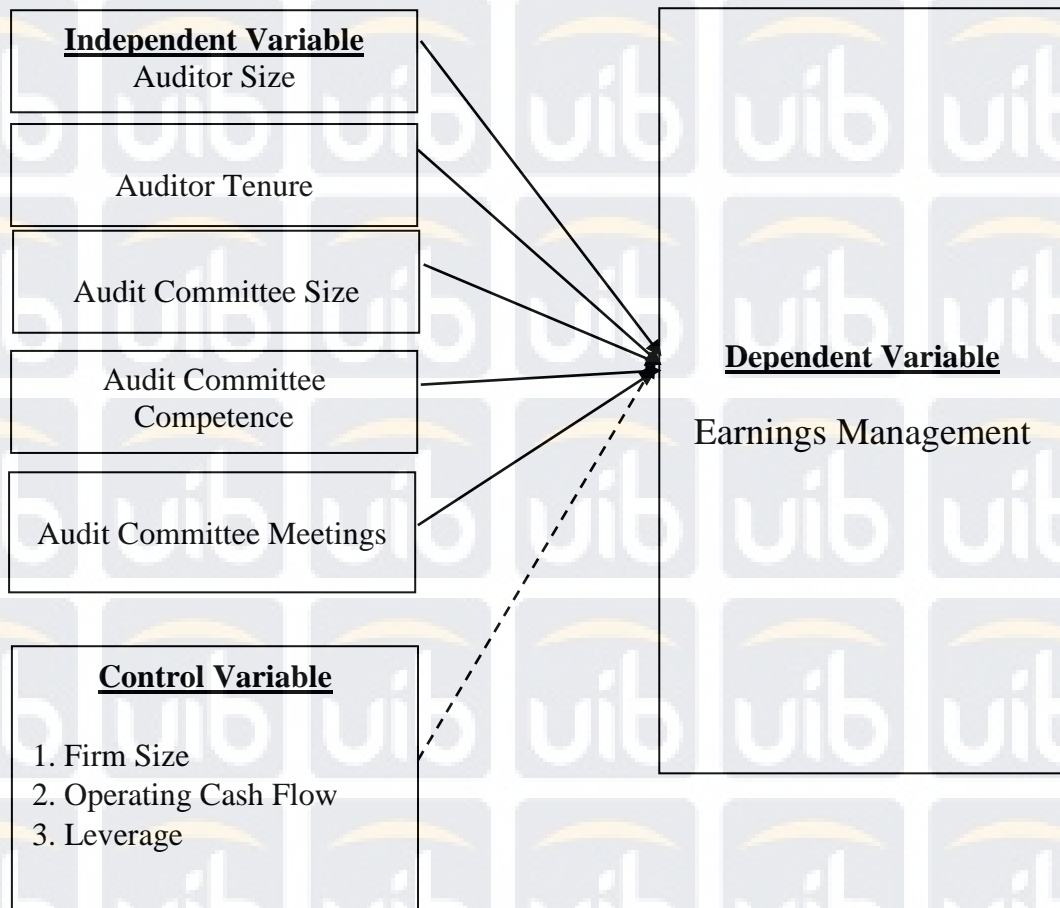 Independent Variable
Auditor Size
Auditor Tenure
Audit Committee Size
Audit Committee
Competence
Audit Committee Meetings
Control Variable
1. Firm Size
2. Operating Cash Flow
3. Leverage
Dependent Variable
Earnings Management
uib